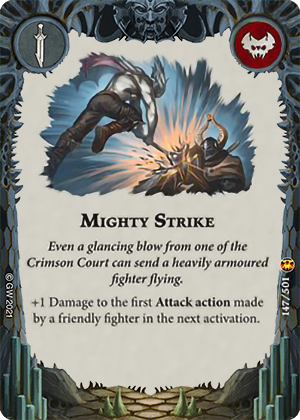 MIGHTY STRIKE
Even a glancing blow from one of the
Crimson Court can send a heavily armoured
fighter flying.
+1 Damage to the first Attack action made
by a friendly fighter in the next activation.
© GW 2021
147/501